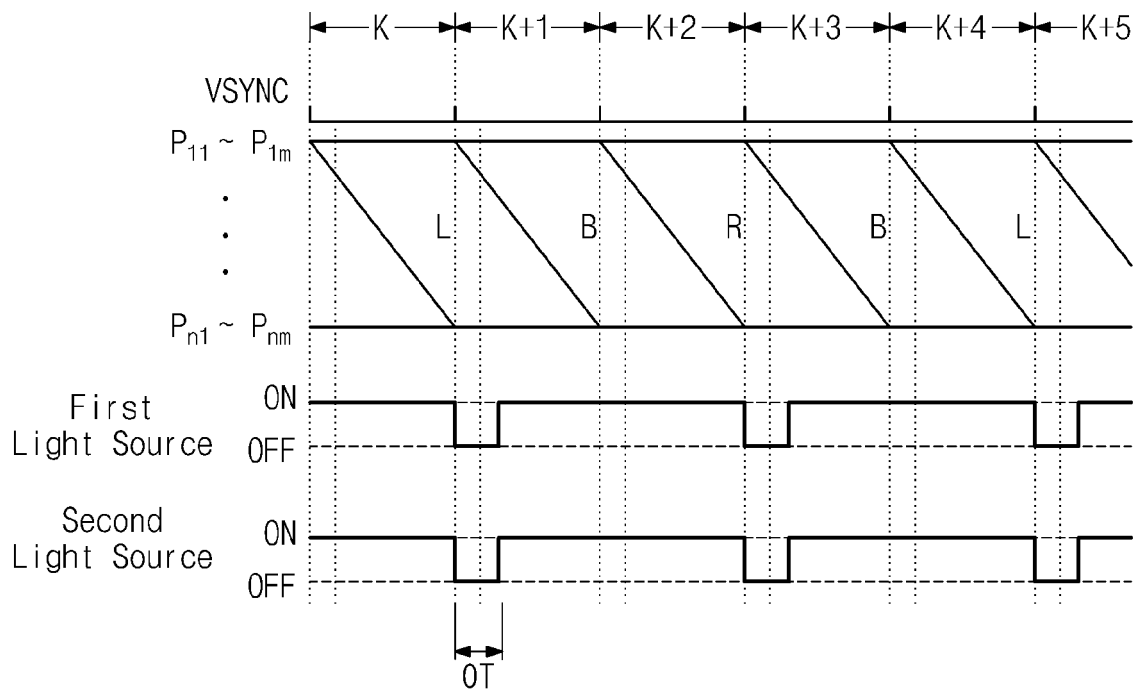 K K+1 K+2 K+3 K+4 K+5
VSYNC
P11 ~ P1m
L B R B L
Pn1 ~ Pnm
First
Light Source
ON
OFF
Second
Light Source
ON
OFF
OT